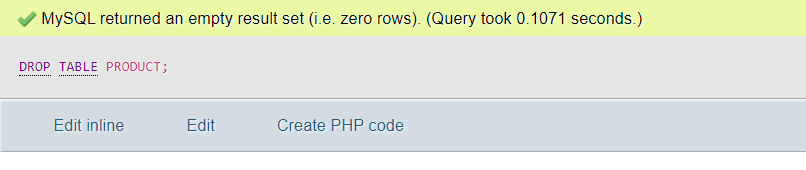 MySQL returned an empty result set (i.e. zero rows). (Query took 0.1071 seconds.)
DROP TABLE PRODUCT;
Edit inline Edit Create PHP code